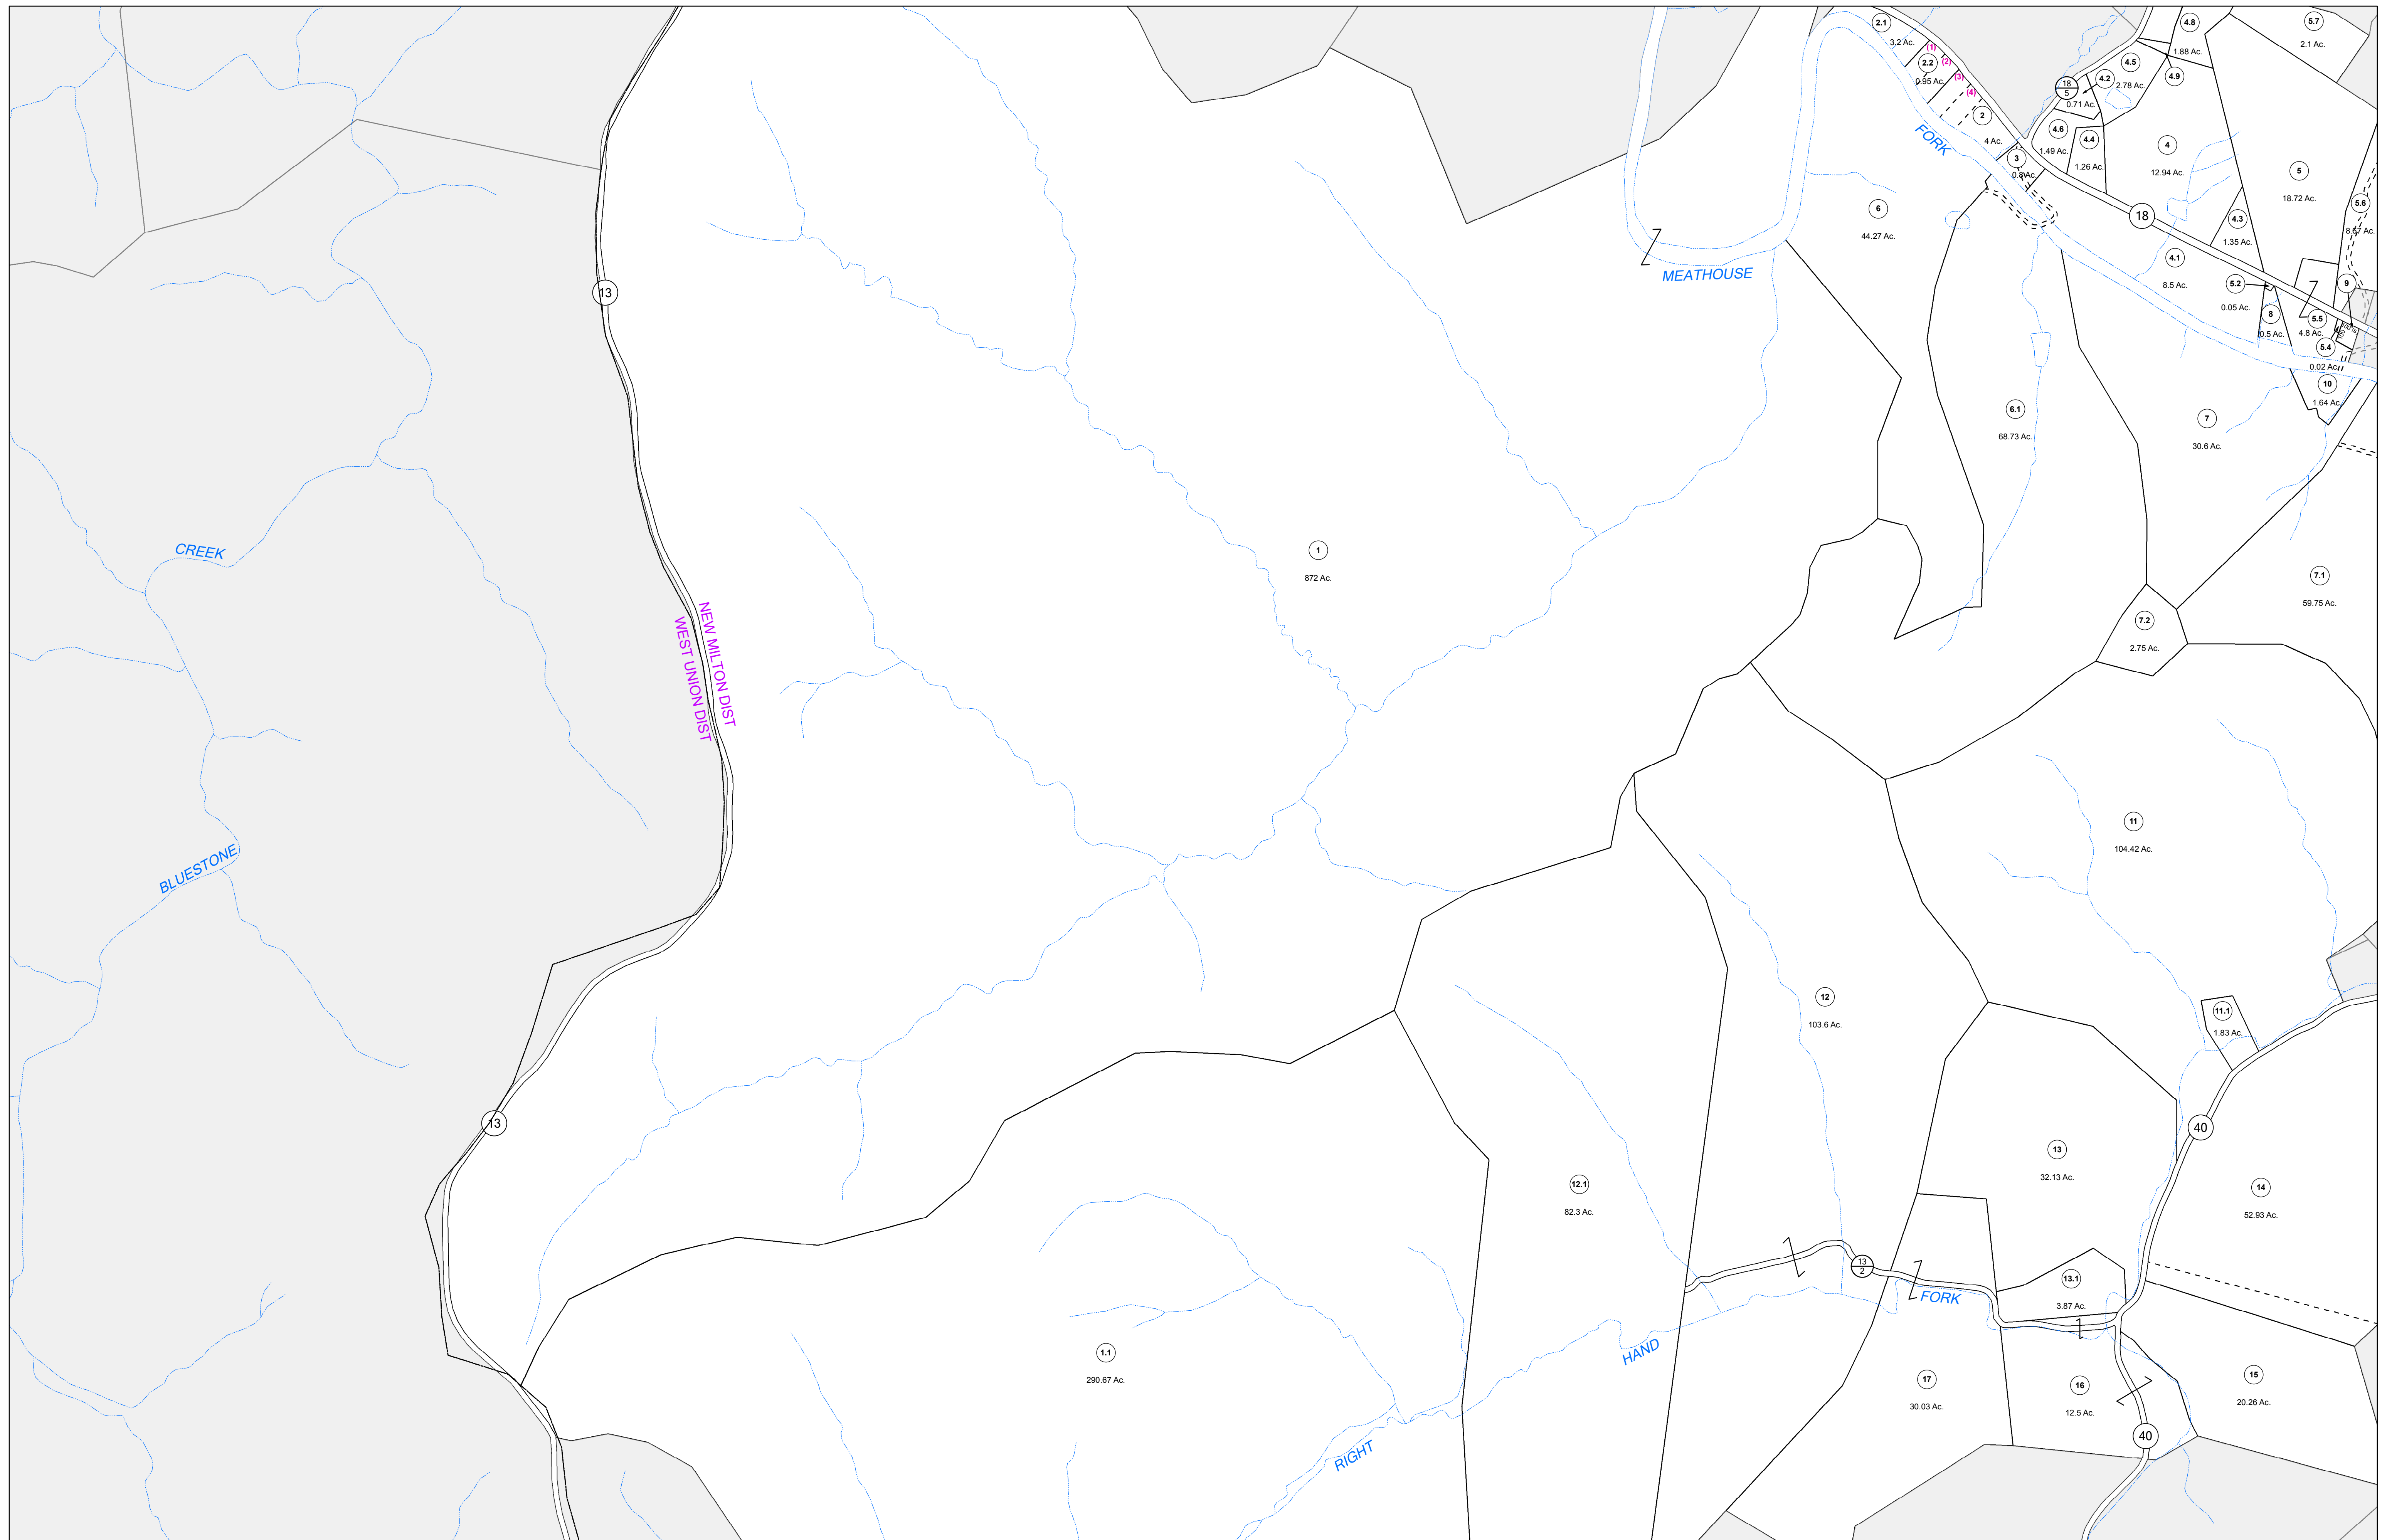 2.1
3.2 Ac.
(1)
2.2
(2)
0.95 Ac.
(3)
(4)
2
4 Ac.
3
0.8 Ac.
18
5
4.2
0.71 Ac.
4.5
2.78 Ac.
4.8
1.88 Ac.
4.9
5.7
2.1 Ac.
4.6
1.49 Ac.
4.4
1.26 Ac.
4
12.94 Ac.
5
18.72 Ac.
5.6
FORK
18
4.3
1.35 Ac.
6
44.27 Ac.
MEATHOUSE
4.1
8.5 Ac.
5.2
0.05 Ac.
9
8
0.5 Ac.
5.5
4.8 Ac.
5.4
0.02 Ac.
10
1.64 Ac.
13
6.1
68.73 Ac.
7
30.6 Ac.
CREEK
1
872 Ac.
7.1
59.75 Ac.
7.2
2.75 Ac.
NEW MILTON DIST
WEST UNION DIST
BLUESTONE
11
104.42 Ac.
12
103.6 Ac.
11.1
1.83 Ac.
13
40
13
32.13 Ac.
12.1
82.3 Ac.
14
52.93 Ac.
13
2
FORK
13.1
3.87 Ac.
HAND
1.1
290.67 Ac.
17
30.03 Ac.
16
12.5 Ac.
15
20.26 Ac.
RIGHT
40